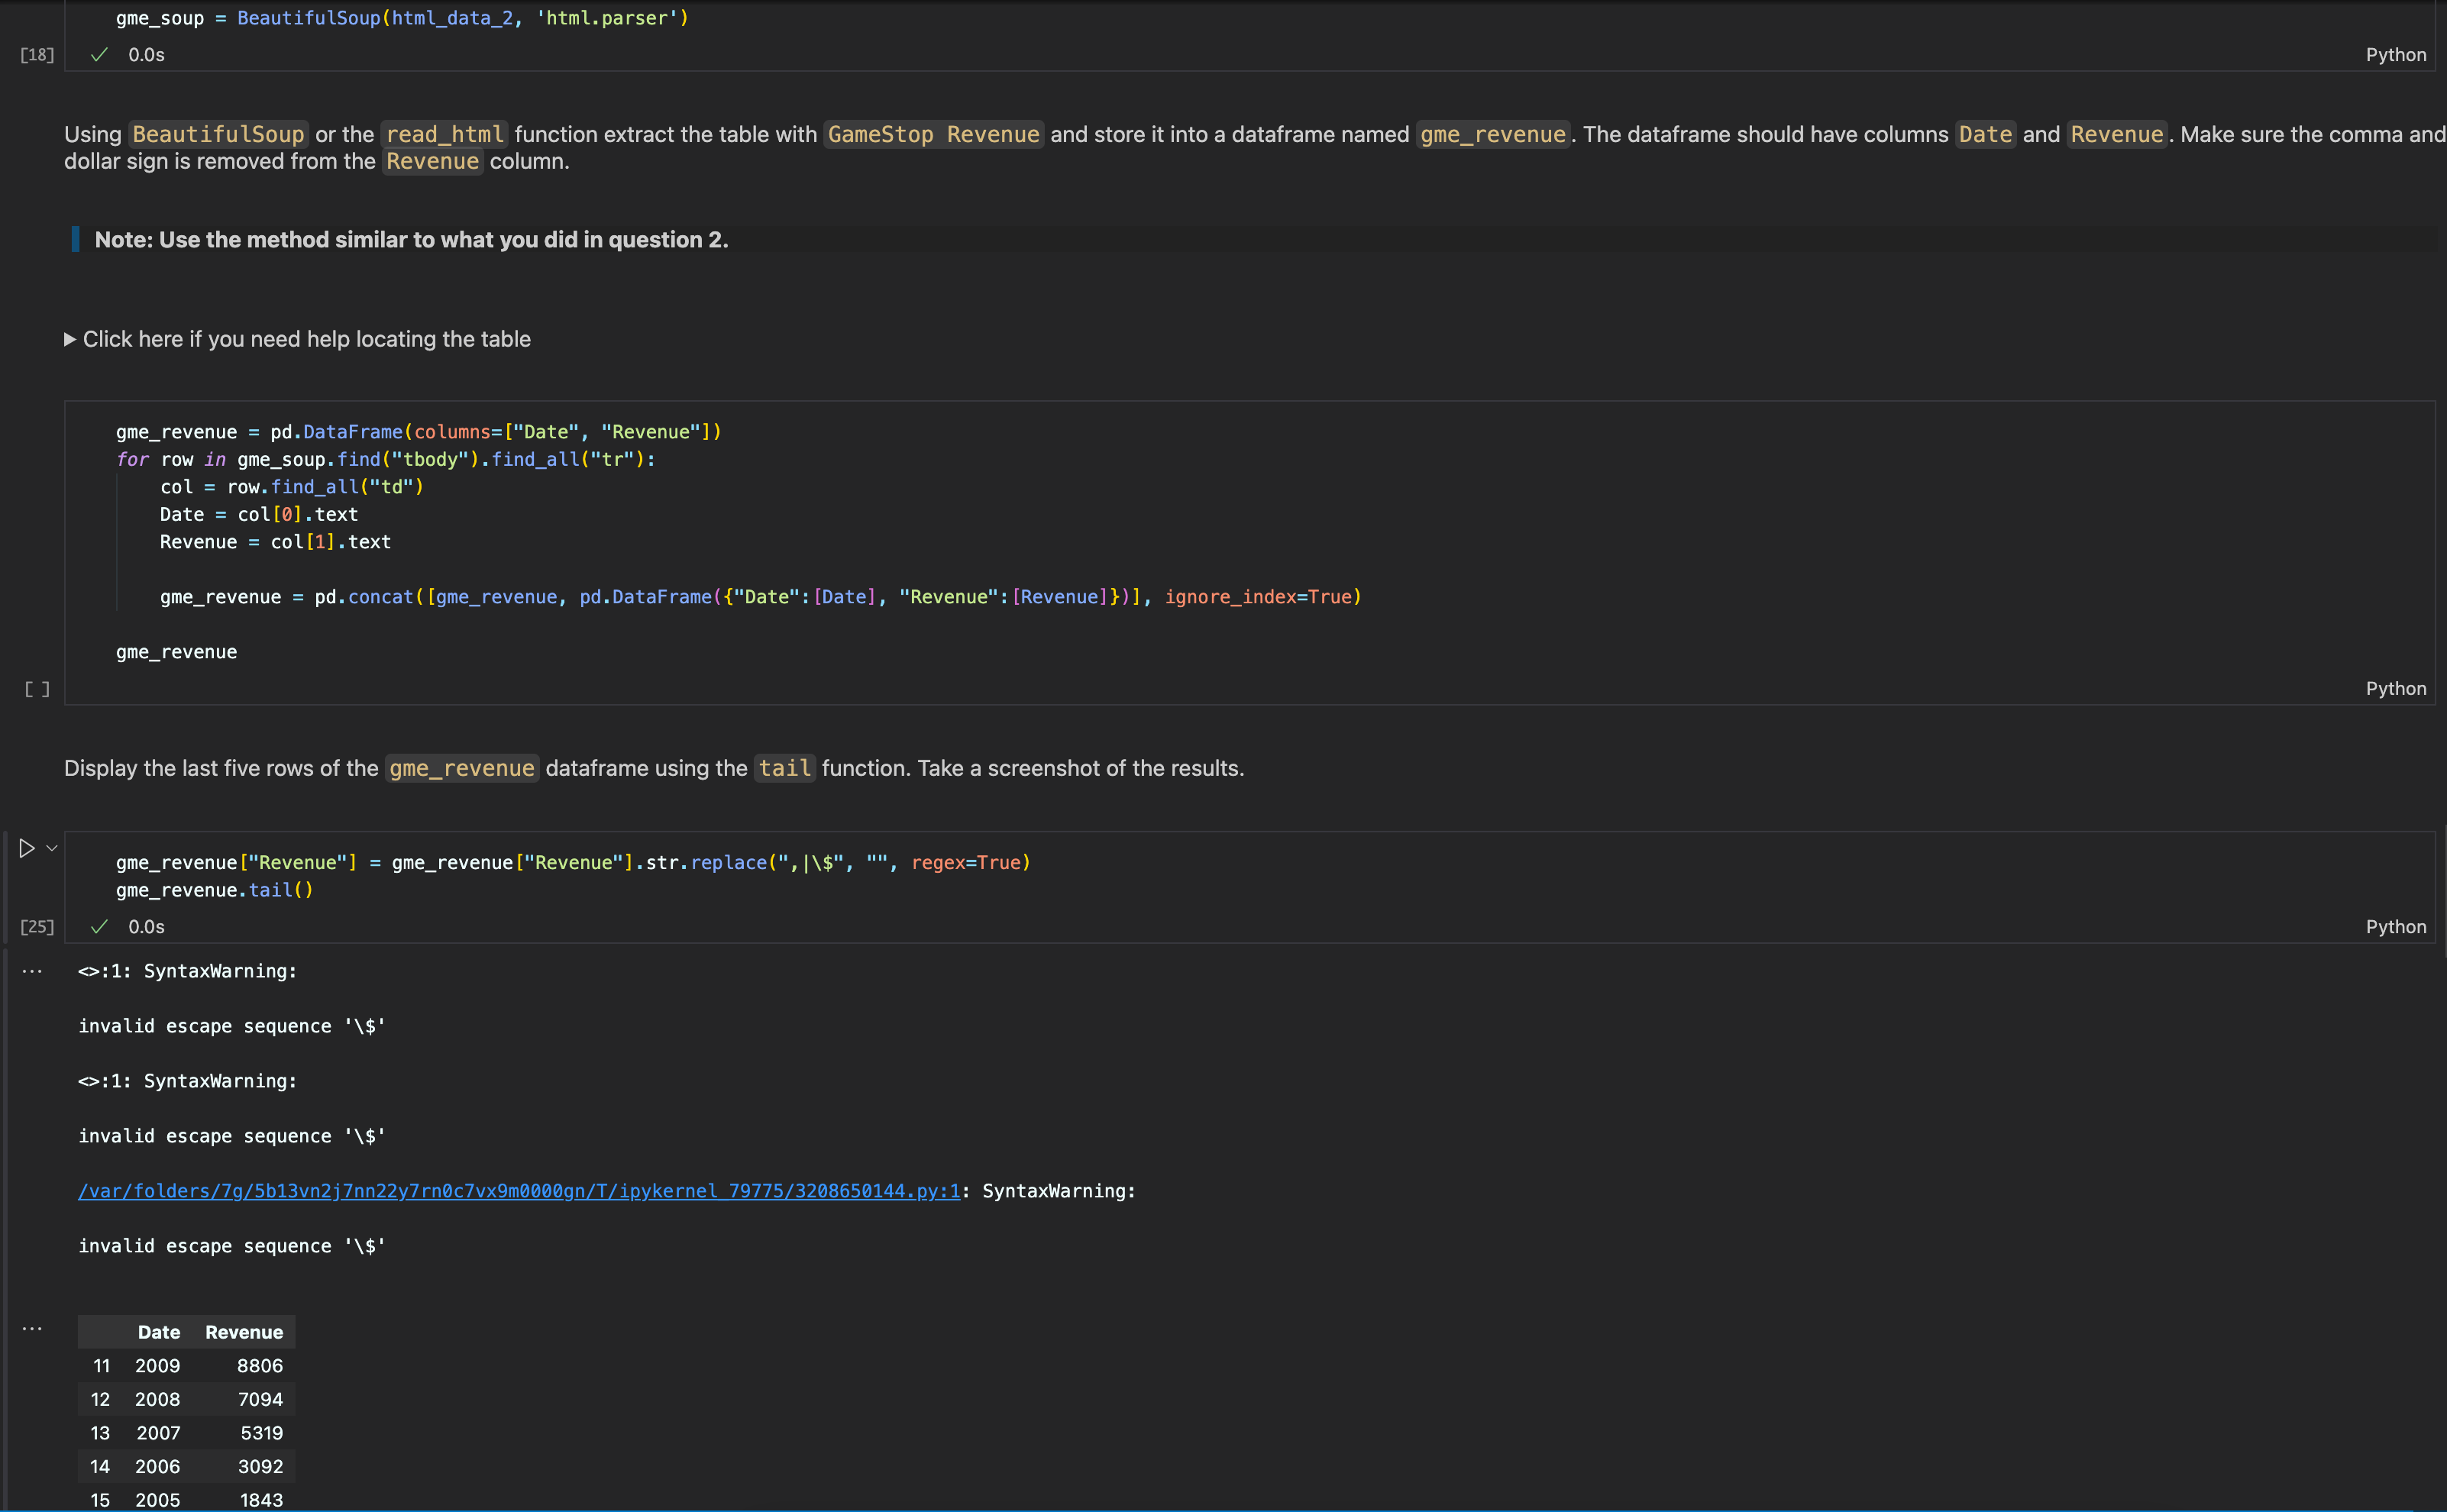 gme_soup = BeautifulSoup(html_data_2, 'html.parser')
[18] ✓ 0.0s Python
Using BeautifulSoup or the read_html function extract the table with GameStop Revenue and store it into a dataframe named gme_revenue. The dataframe should have columns Date and Revenue. Make sure the comma and
dollar sign is removed from the Revenue column.
Note: Use the method similar to what you did in question 2.
▶ Click here if you need help locating the table
gme_revenue = pd.DataFrame(columns=["Date", "Revenue"])
for row in gme_soup.find("tbody").find_all("tr"):
    col = row.find_all("td")
    Date = col[0].text
    Revenue = col[1].text
    gme_revenue = pd.concat([gme_revenue, pd.DataFrame({"Date":[Date], "Revenue":[Revenue]})], ignore_index=True)
gme_revenue
[ ] Python
Display the last five rows of the gme_revenue dataframe using the tail function. Take a screenshot of the results.
gme_revenue["Revenue"] = gme_revenue["Revenue"].str.replace(",|\$", "", regex=True)
gme_revenue.tail()
[25] ✓ 0.0s Python
... <>:1: SyntaxWarning:
invalid escape sequence '\$'
<>:1: SyntaxWarning:
invalid escape sequence '\$'
/var/folders/7g/5b13vn2j7nn22y7rn0c7vx9m0000gn/T/ipykernel_79775/3208650144.py:1: SyntaxWarning:
invalid escape sequence '\$'
... Date Revenue
11 2009 8806
12 2008 7094
13 2007 5319
14 2006 3092
15 2005 1843